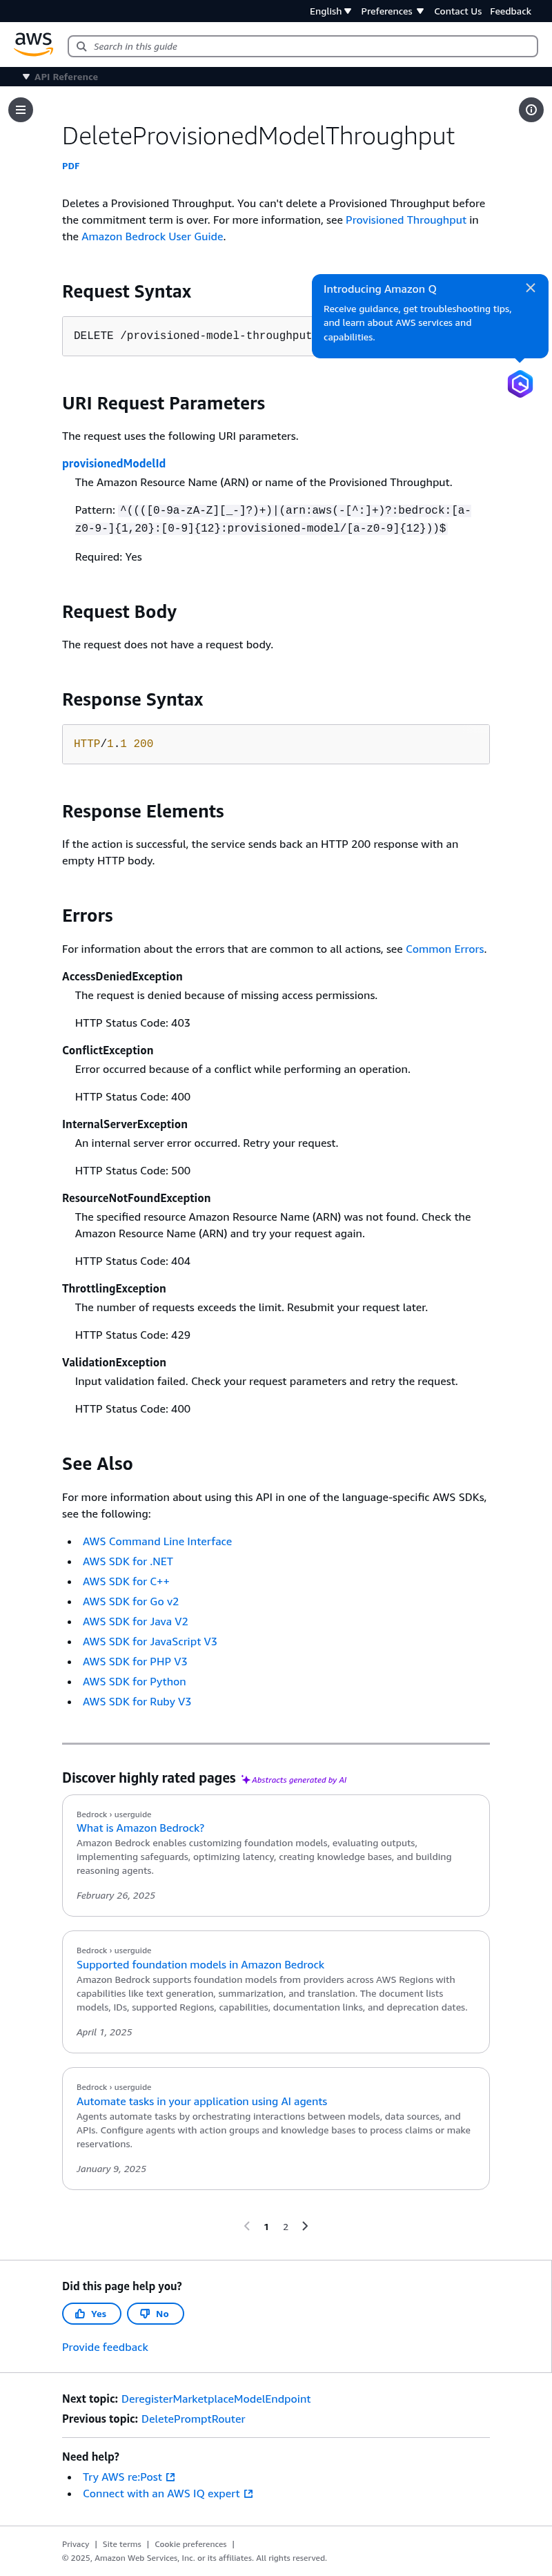 English Preferences Contact Us Feedback
aws
Search in this guide
API Reference
DeleteProvisionedModelThroughput
PDF
Deletes a Provisioned Throughput. You can't delete a Provisioned Throughput before
the commitment term is over. For more information, see Provisioned Throughput in
the Amazon Bedrock User Guide.
Request Syntax
DELETE /provisioned-model-throughput
Introducing Amazon Q
Receive guidance, get troubleshooting tips,
and learn about AWS services and
capabilities.
URI Request Parameters
The request uses the following URI parameters.
provisionedModelId
The Amazon Resource Name (ARN) or name of the Provisioned Throughput.
Pattern: ^((([0-9a-zA-Z][_-]?)+)|(arn:aws(-[^:]+)?:bedrock:[a-
z0-9-]{1,20}:[0-9]{12}:provisioned-model/[a-z0-9]{12}))$
Required: Yes
Request Body
The request does not have a request body.
Response Syntax
HTTP/1.1 200
Response Elements
If the action is successful, the service sends back an HTTP 200 response with an
empty HTTP body.
Errors
For information about the errors that are common to all actions, see Common Errors.
AccessDeniedException
The request is denied because of missing access permissions.
HTTP Status Code: 403
ConflictException
Error occurred because of a conflict while performing an operation.
HTTP Status Code: 400
InternalServerException
An internal server error occurred. Retry your request.
HTTP Status Code: 500
ResourceNotFoundException
The specified resource Amazon Resource Name (ARN) was not found. Check the
Amazon Resource Name (ARN) and try your request again.
HTTP Status Code: 404
ThrottlingException
The number of requests exceeds the limit. Resubmit your request later.
HTTP Status Code: 429
ValidationException
Input validation failed. Check your request parameters and retry the request.
HTTP Status Code: 400
See Also
For more information about using this API in one of the language-specific AWS SDKs,
see the following:
• AWS Command Line Interface
• AWS SDK for .NET
• AWS SDK for C++
• AWS SDK for Go v2
• AWS SDK for Java V2
• AWS SDK for JavaScript V3
• AWS SDK for PHP V3
• AWS SDK for Python
• AWS SDK for Ruby V3
Discover highly rated pages Abstracts generated by AI
Bedrock › userguide
What is Amazon Bedrock?
Amazon Bedrock enables customizing foundation models, evaluating outputs,
implementing safeguards, optimizing latency, creating knowledge bases, and building
reasoning agents.
February 26, 2025
Bedrock › userguide
Supported foundation models in Amazon Bedrock
Amazon Bedrock supports foundation models from providers across AWS Regions with
capabilities like text generation, summarization, and translation. The document lists
models, IDs, supported Regions, capabilities, documentation links, and deprecation dates.
April 1, 2025
Bedrock › userguide
Automate tasks in your application using AI agents
Agents automate tasks by orchestrating interactions between models, data sources, and
APIs. Configure agents with action groups and knowledge bases to process claims or make
reservations.
January 9, 2025
1 2
Did this page help you?
Yes No
Provide feedback
Next topic: DeregisterMarketplaceModelEndpoint
Previous topic: DeletePromptRouter
Need help?
• Try AWS re:Post
• Connect with an AWS IQ expert
Privacy | Site terms | Cookie preferences |
© 2025, Amazon Web Services, Inc. or its affiliates. All rights reserved.